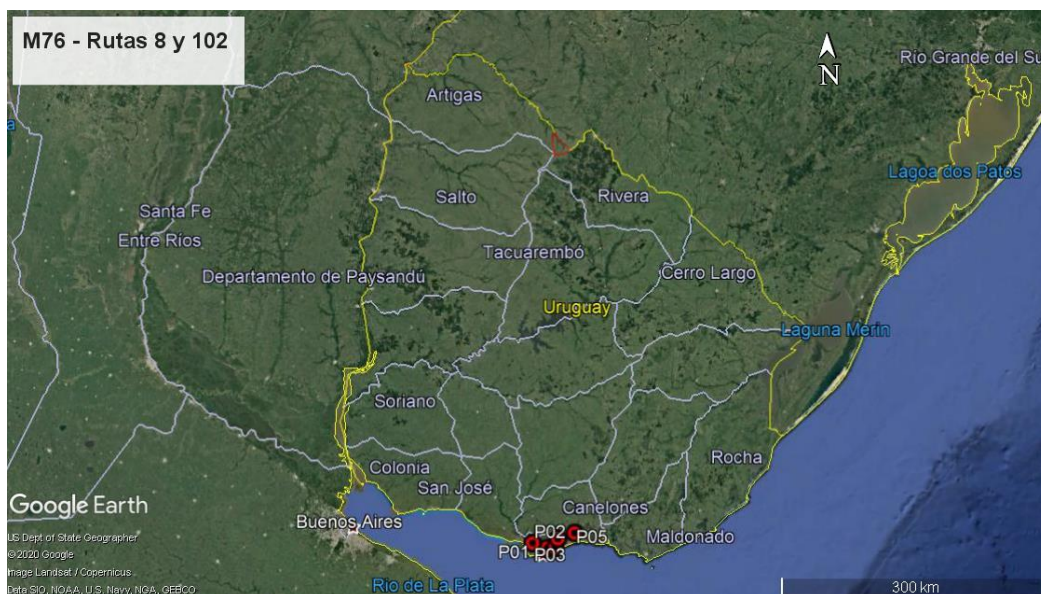 M76 - Rutas 8 y 102
N
Río Grande del Su
Artigas
a
Lagoa dos Patos
Salto
Rivera
Santa Fe
Entre Ríos
Tacuarembó
Departamento de Paysandú
Cerro Largo
Uruguay
Laguna Merin
Soriano
Rocha
Colonia
San José
Canelones
Google Earth
Buenos Aires
P02
P05
Maldonado
P01
P03
US Dept of State Geographer
©2020 Google
Image Landsat / Copernicus
Data SIO, NOAA, U.S. Navy, NGA, GEBCO
Rio de La Plata
300 km